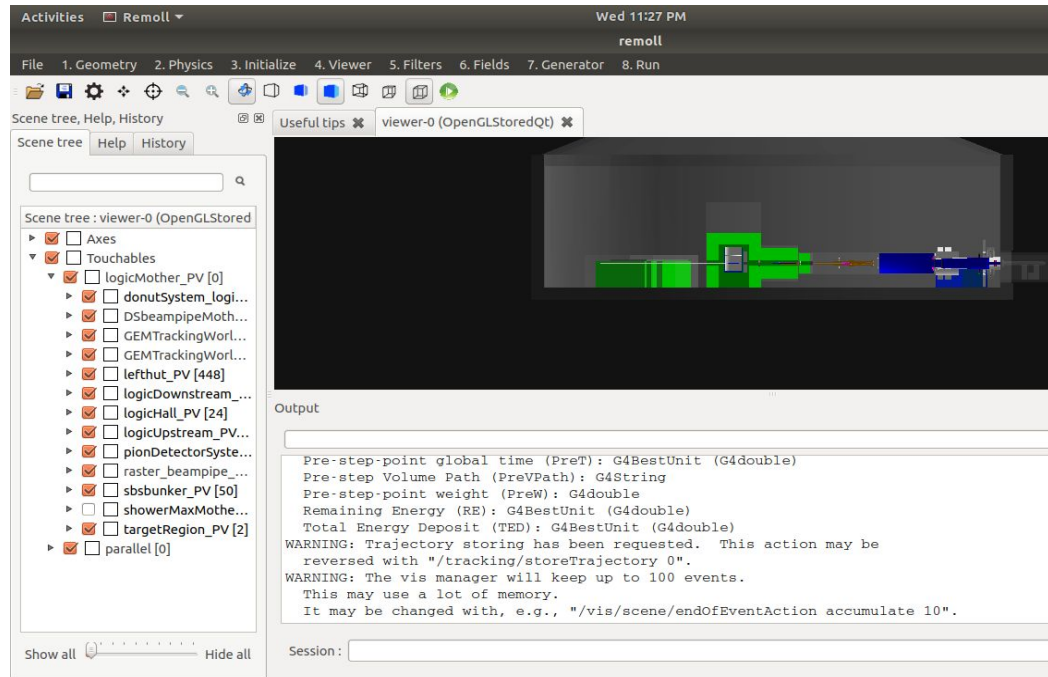 Activities Remoll Wed 11:27 PM
remoll
File 1. Geometry 2. Physics 3. Initialize 4. Viewer 5. Filters 6. Fields 7. Generator 8. Run
Scene tree, Help, History
Useful tips viewer-0 (OpenGLStoredQt)
Scene tree Help History
Scene tree : viewer-0 (OpenGLStored
Axes
Touchables
logicMother_PV [0]
donutSystem_logi...
DSbeampipeMoth...
GEMTrackingWorl...
GEMTrackingWorl...
lefthut_PV [448]
logicDownstream_...
logicHall_PV [24]
logicUpstream_PV...
pionDetectorSyste...
raster_beampipe_...
sbsbunker_PV [50]
showerMaxMothe...
targetRegion_PV [2]
parallel [0]
Show all Hide all
Output
Pre-step-point global time (PreT): G4BestUnit (G4double)
Pre-step Volume Path (PreVPath): G4String
Pre-step-point weight (PreW): G4double
Remaining Energy (RE): G4BestUnit (G4double)
Total Energy Deposit (TED): G4BestUnit (G4double)
WARNING: Trajectory storing has been requested. This action may be
reversed with "/tracking/storeTrajectory 0".
WARNING: The vis manager will keep up to 100 events.
This may use a lot of memory.
It may be changed with, e.g., "/vis/scene/endOfEventAction accumulate 10".
Session :